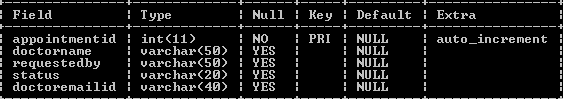 Field | Type | Null | Key | Default | Extra
appointmentid | int(11) | NO | PRI | NULL | auto_increment
doctorname | varchar(50) | YES | | NULL |
requestedby | varchar(50) | YES | | NULL |
status | varchar(20) | YES | | NULL |
doctoremailid | varchar(40) | YES | | NULL |